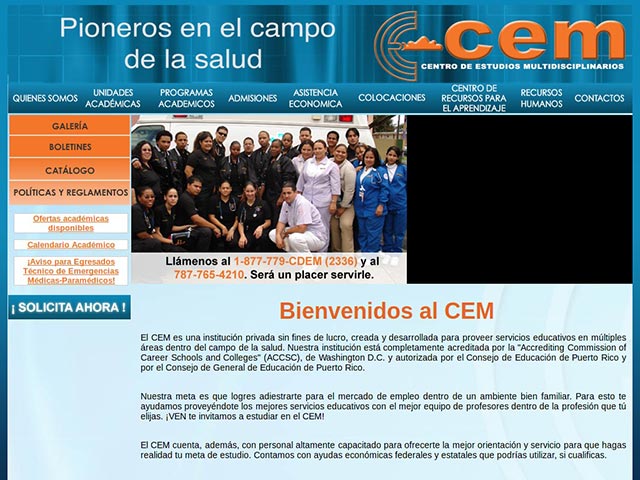 Pioneros en el campo
de la salud
cem
CENTRO DE ESTUDIOS MULTIDISCIPLINARIOS
QUIENES SOMOS
UNIDADES
ACADÉMICAS
PROGRAMAS
ACADEMICOS
ADMISIONES
ASISTENCIA
ECONOMICA
COLOCACIONES
CENTRO DE
RECURSOS PARA
EL APRENDIZAJE
RECURSOS
HUMANOS
CONTACTOS
GALERÍA
BOLETINES
CATÁLOGO
POLÍTICAS Y REGLAMENTOS
Ofertas académicas
disponibles
Calendario Académico
¡Aviso para Egresados
Técnico de Emergencias
Médicas-Paramédicos!
¡ SOLICITA AHORA !
Llámenos al 1-877-779-CDEM (2336) y al
787-765-4210. Será un placer servirle.
Bienvenidos al CEM
El CEM es una institución privada sin fines de lucro, creada y desarrollada para proveer servicios educativos en múltiples
áreas dentro del campo de la salud. Nuestra institución está completamente acreditada por la "Accrediting Commission of
Career Schools and Colleges" (ACCSC), de Washington D.C. y autorizada por el Consejo de Educación de Puerto Rico y
por el Consejo de General de Educación de Puerto Rico.
Nuestra meta es que logres adiestrarte para el mercado de empleo dentro de un ambiente bien familiar. Para esto te
ayudamos proveyéndote los mejores servicios educativos con el mejor equipo de profesores dentro de la profesión que tú
elijas. ¡VEN te invitamos a estudiar en el CEM!
El CEM cuenta, además, con personal altamente capacitado para ofrecerte la mejor orientación y servicio para que hagas
realidad tu meta de estudio. Contamos con ayudas económicas federales y estatales que podrías utilizar, si cualificas.